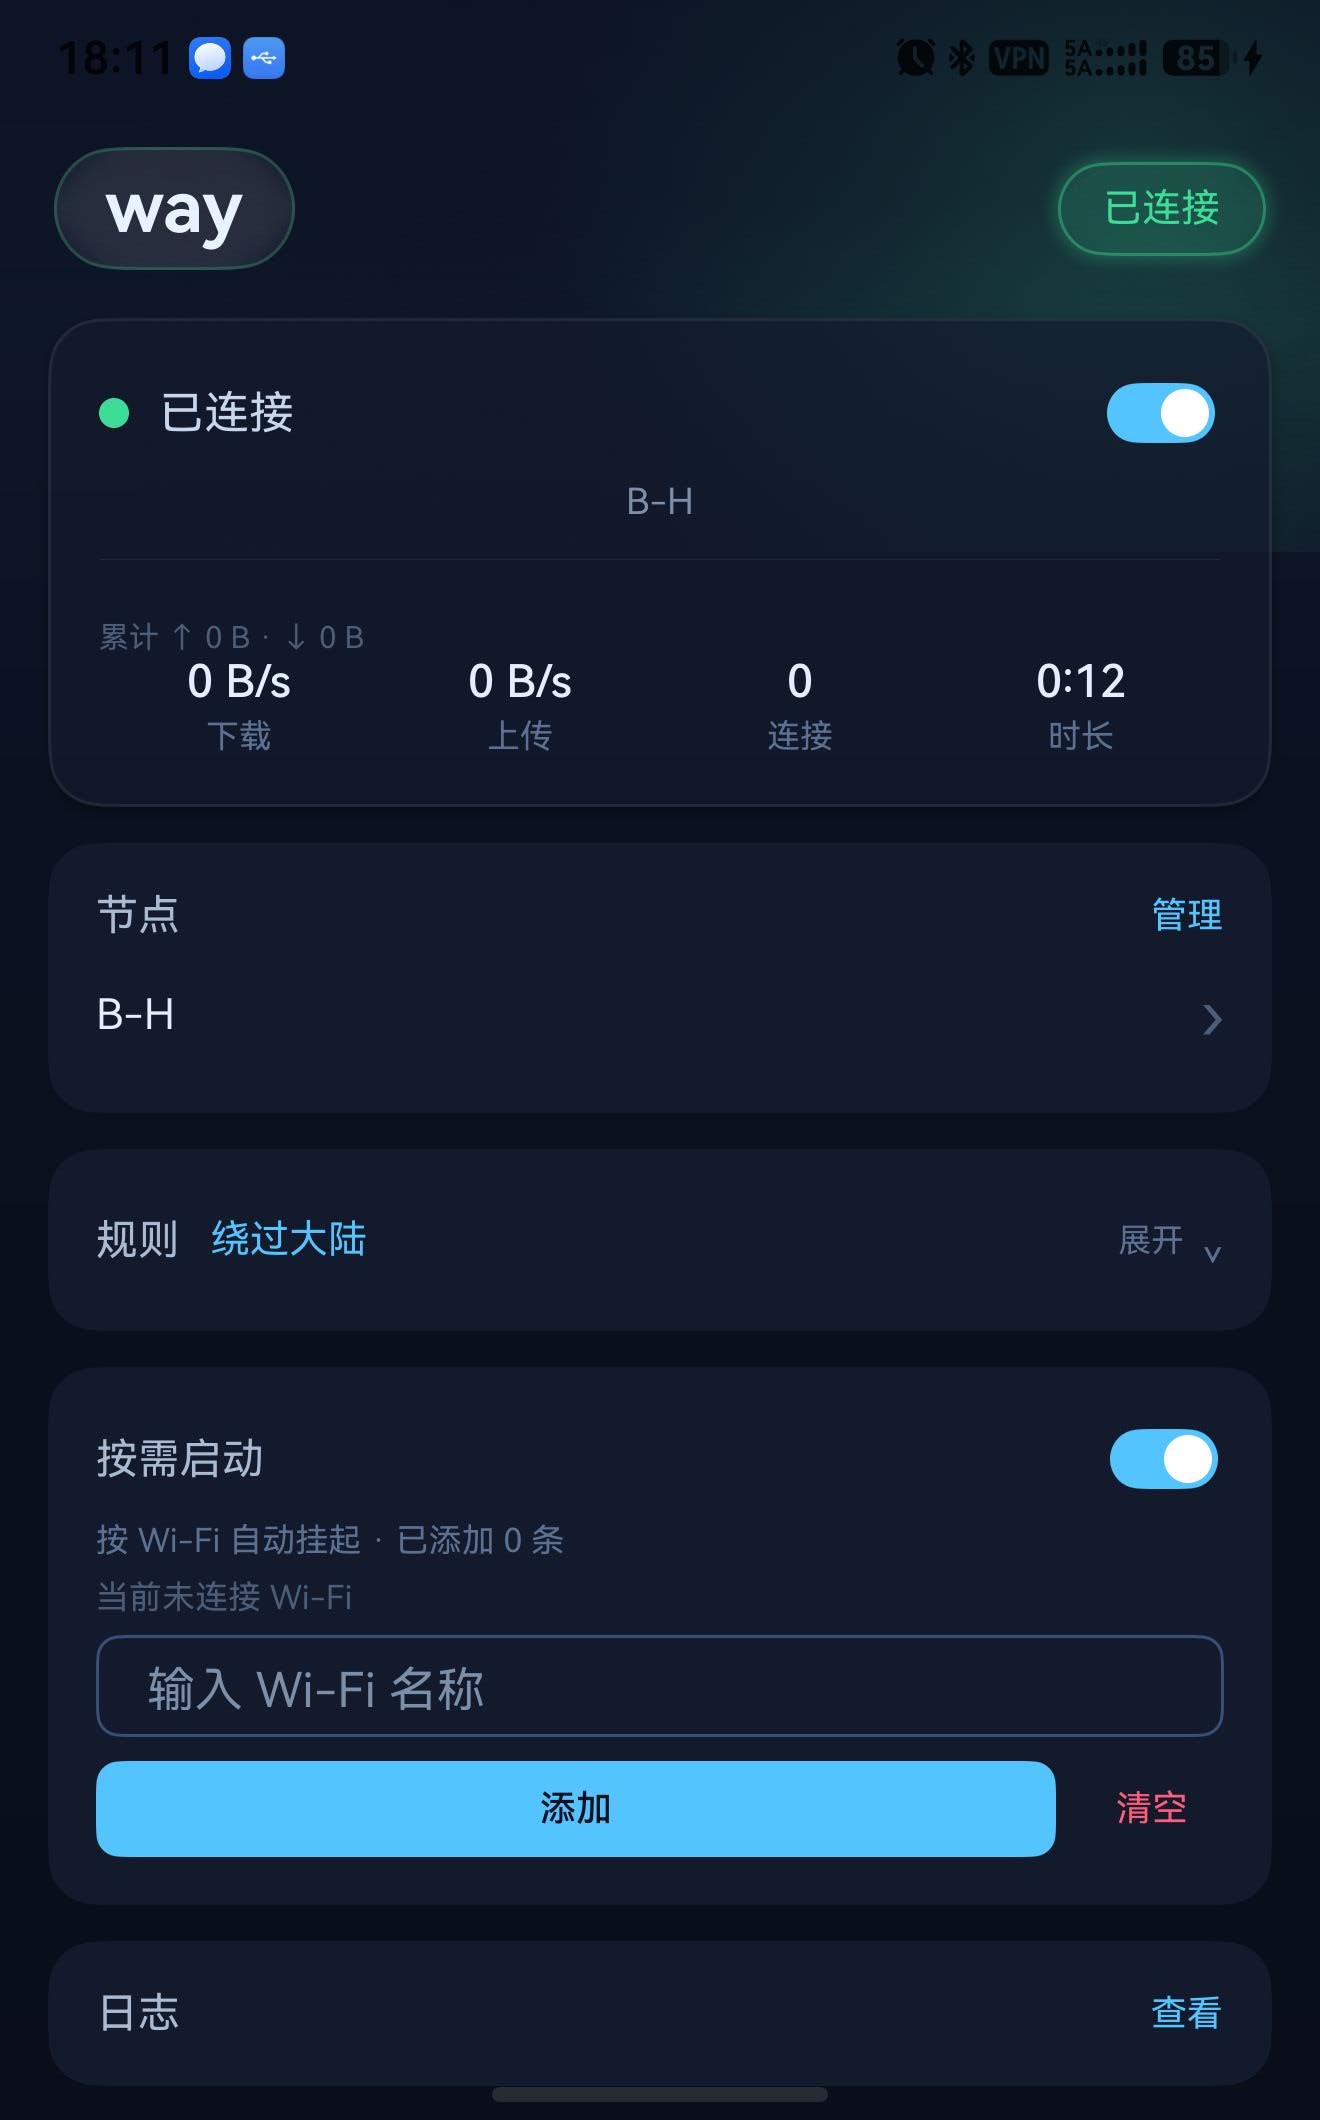 18:11 VPN 5A 5A 85
way 已连接
已连接
B-H
累计 ↑ 0 B · ↓ 0 B
0 B/s 0 B/s 0 0:12
下载 上传 连接 时长
节点 管理
B-H
规则 绕过大陆 展开
按需启动
按 Wi-Fi 自动挂起 · 已添加 0 条
当前未连接 Wi-Fi
输入 Wi-Fi 名称
添加 清空
日志 查看